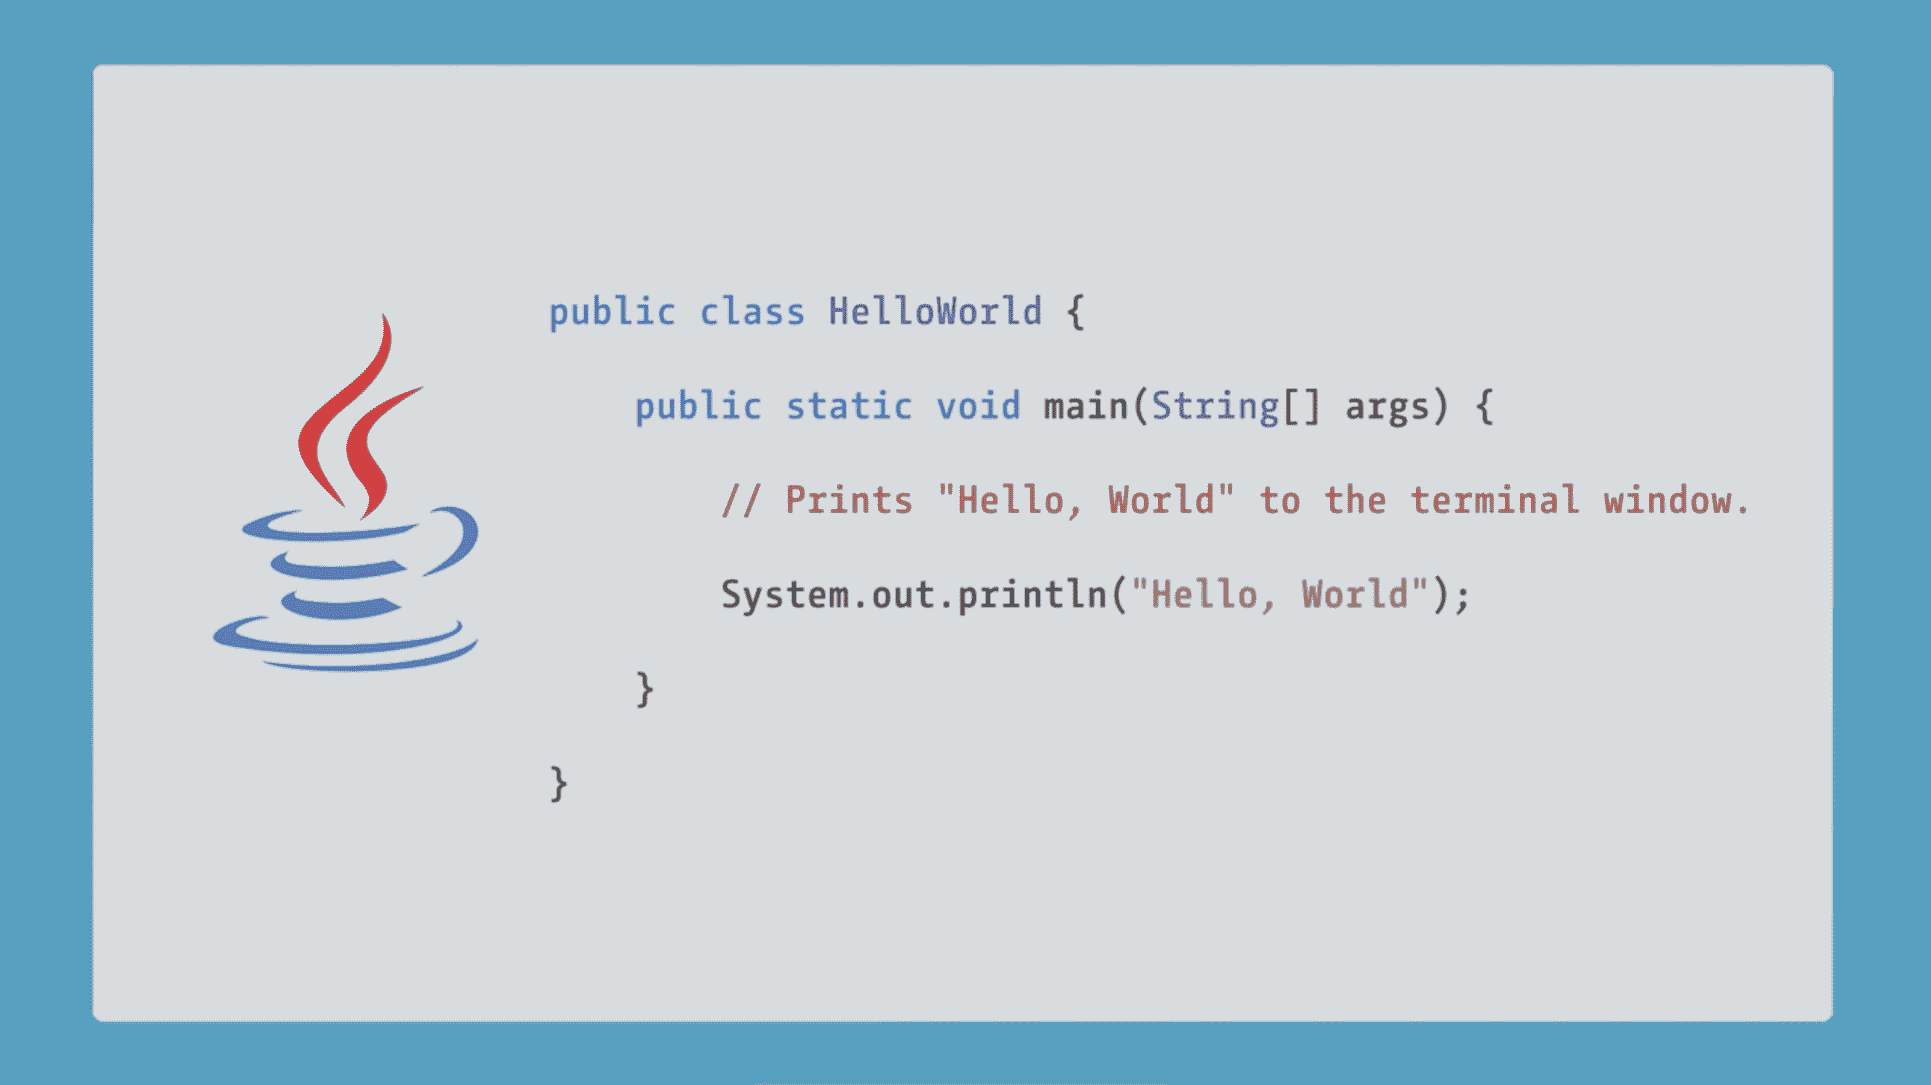 public class HelloWorld {
public static void main(String[] args) {
// Prints "Hello, World" to the terminal window.
System.out.println("Hello, World");
}
}